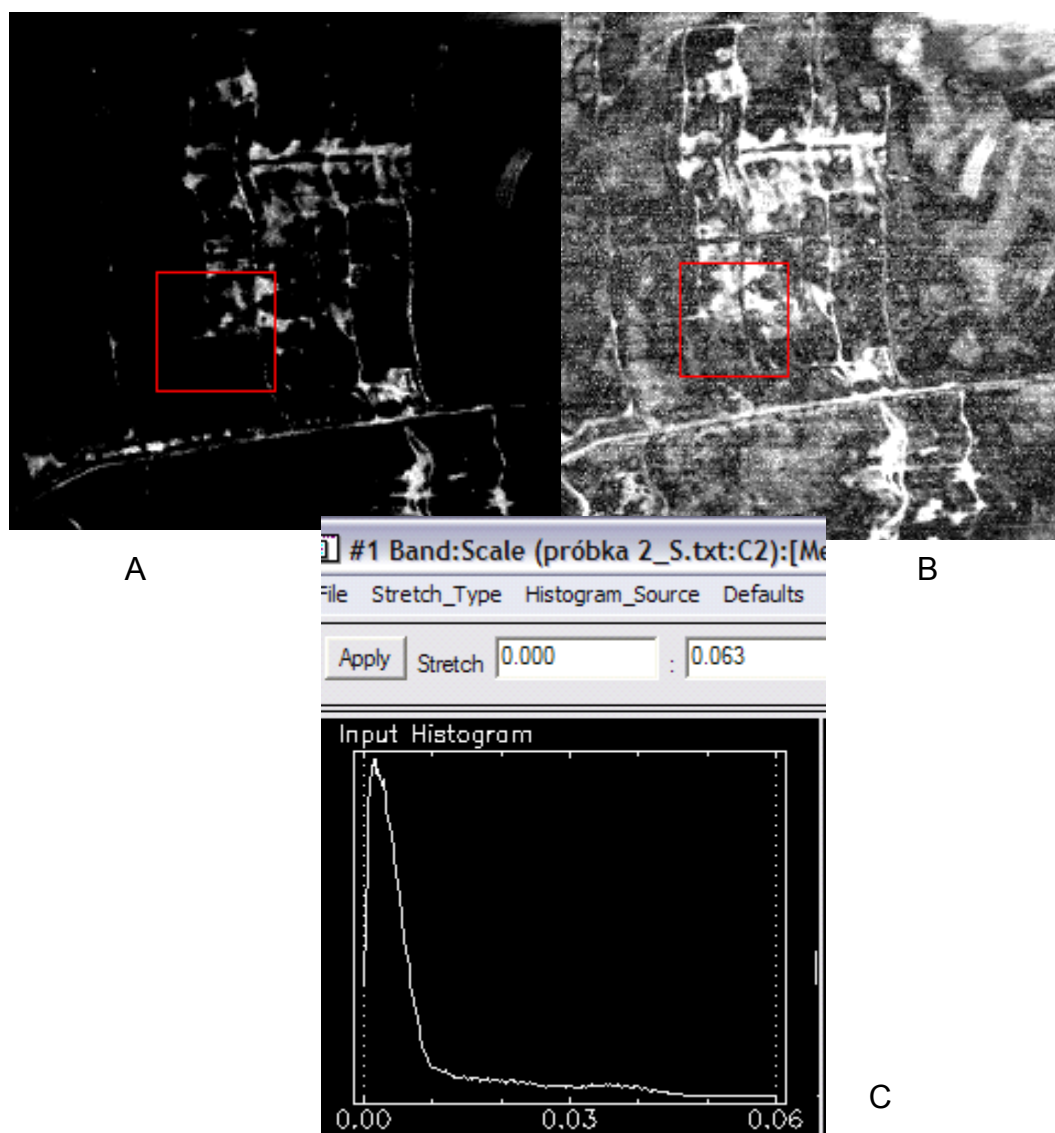 A
B
#1 Band:Scale (próbka 2_S.txt:C2):[Me
File Stretch_Type Histogram_Source Defaults
Apply Stretch 0.000 : 0.063
Input Histogram
0.00 0.03 0.06
C